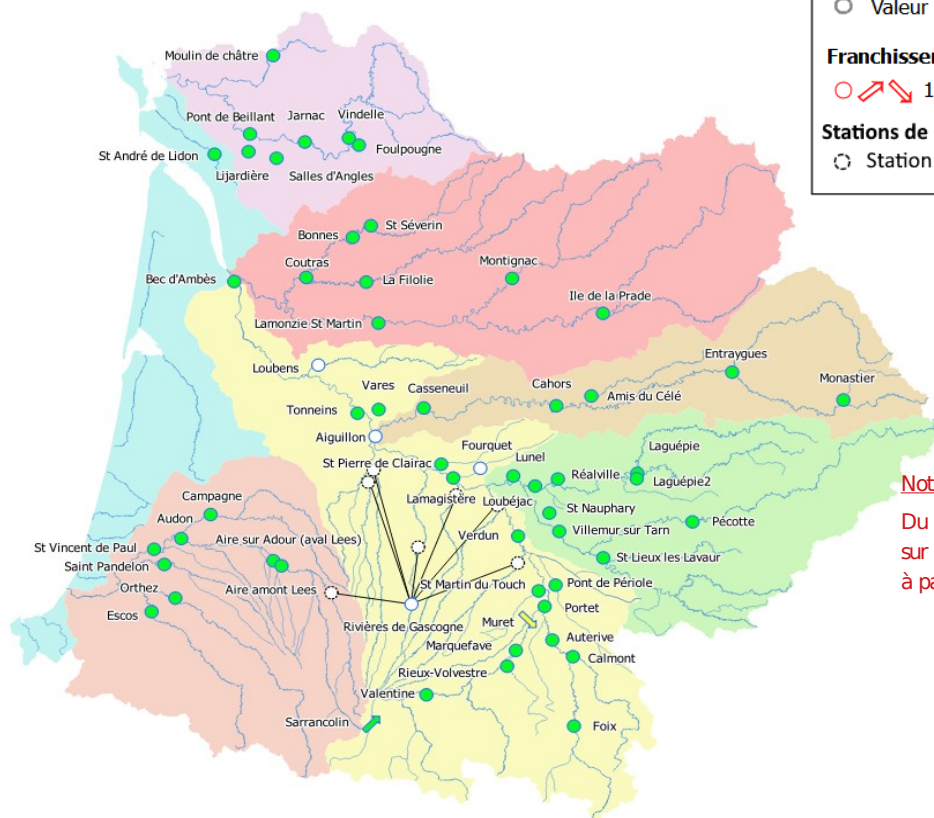 Valeur
Franchissem
1
Stations de
Station
Moulin de châtre
Pont de Beillant
Jarnac
Vindelle
St André de Lidon
Foulpougne
Lijardière
Salles d'Angles
St Séverin
Bonnes
Coutras
La Filolie
Montignac
Bec d'Ambès
Ile de la Prade
Lamonzie St Martin
Entraygues
Loubens
Vares
Casseneuil
Cahors
Amis du Célé
Monastier
Tonneins
Aiguillon
Fourquet
Lunel
Laguépie
St Pierre de Clairac
Réalville
Laguépie2
Lamagistère
Loubéjac
Campagne
St Nauphary
Pécotte
Audon
Villemur sur Tarn
Verdun
St Vincent de Paul
Aire sur Adour (aval Lees)
St Lieux les Lavaur
Saint Pandelon
Orthez
Aire amont Lees
St Martin du Touch
Pont de Périole
Escos
Portet
Rivières de Gascogne
Muret
Auterive
Marquefave
Calmont
Rieux-Volvestre
Valentine
Sarrancolin
Foix
Not
Du
sur
à pa